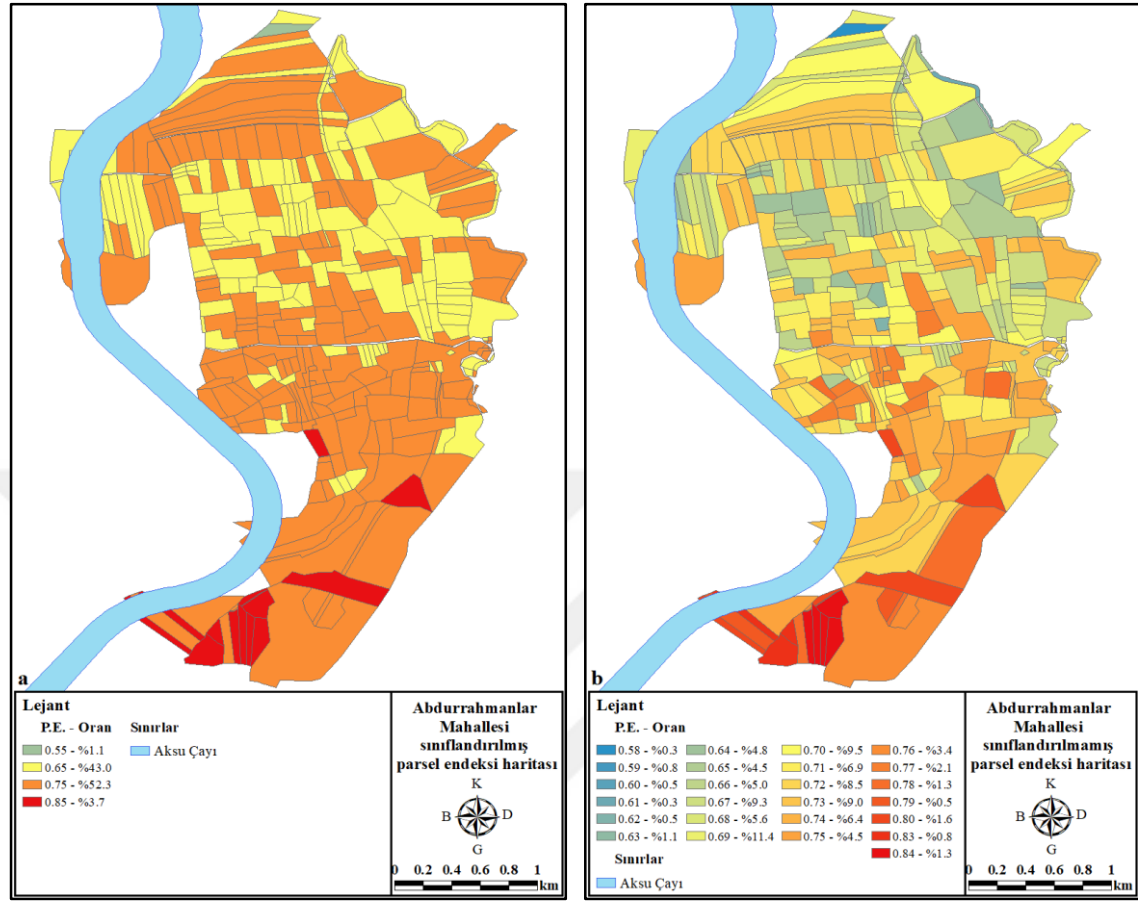 a
Lejant
P.E. - Oran
0.55 - %1.1
0.65 - %43.0
0.75 - %52.3
0.85 - %3.7
Sınırlar
Aksu Çayı
Abdurrahmanlar
Mahallesi
sınıflandırılmış
parsel endeksi haritası
K
B D
G
0 0.2 0.4 0.6 0.8 1
km
b
Lejant
P.E. - Oran
0.58 - %0.3
0.59 - %0.8
0.60 - %0.5
0.61 - %0.3
0.62 - %0.5
0.63 - %1.1
0.64 - %4.8
0.65 - %4.5
0.66 - %5.0
0.67 - %9.3
0.68 - %5.6
0.69 - %11.4
0.70 - %9.5
0.71 - %6.9
0.72 - %8.5
0.73 - %9.0
0.74 - %6.4
0.75 - %4.5
0.76 - %3.4
0.77 - %2.1
0.78 - %1.3
0.79 - %0.5
0.80 - %1.6
0.83 - %0.8
0.84 - %1.3
Sınırlar
Aksu Çayı
Abdurrahmanlar
Mahallesi
sınıflandırılmamış
parsel endeksi haritası
K
B D
G
0 0.2 0.4 0.6 0.8 1
km